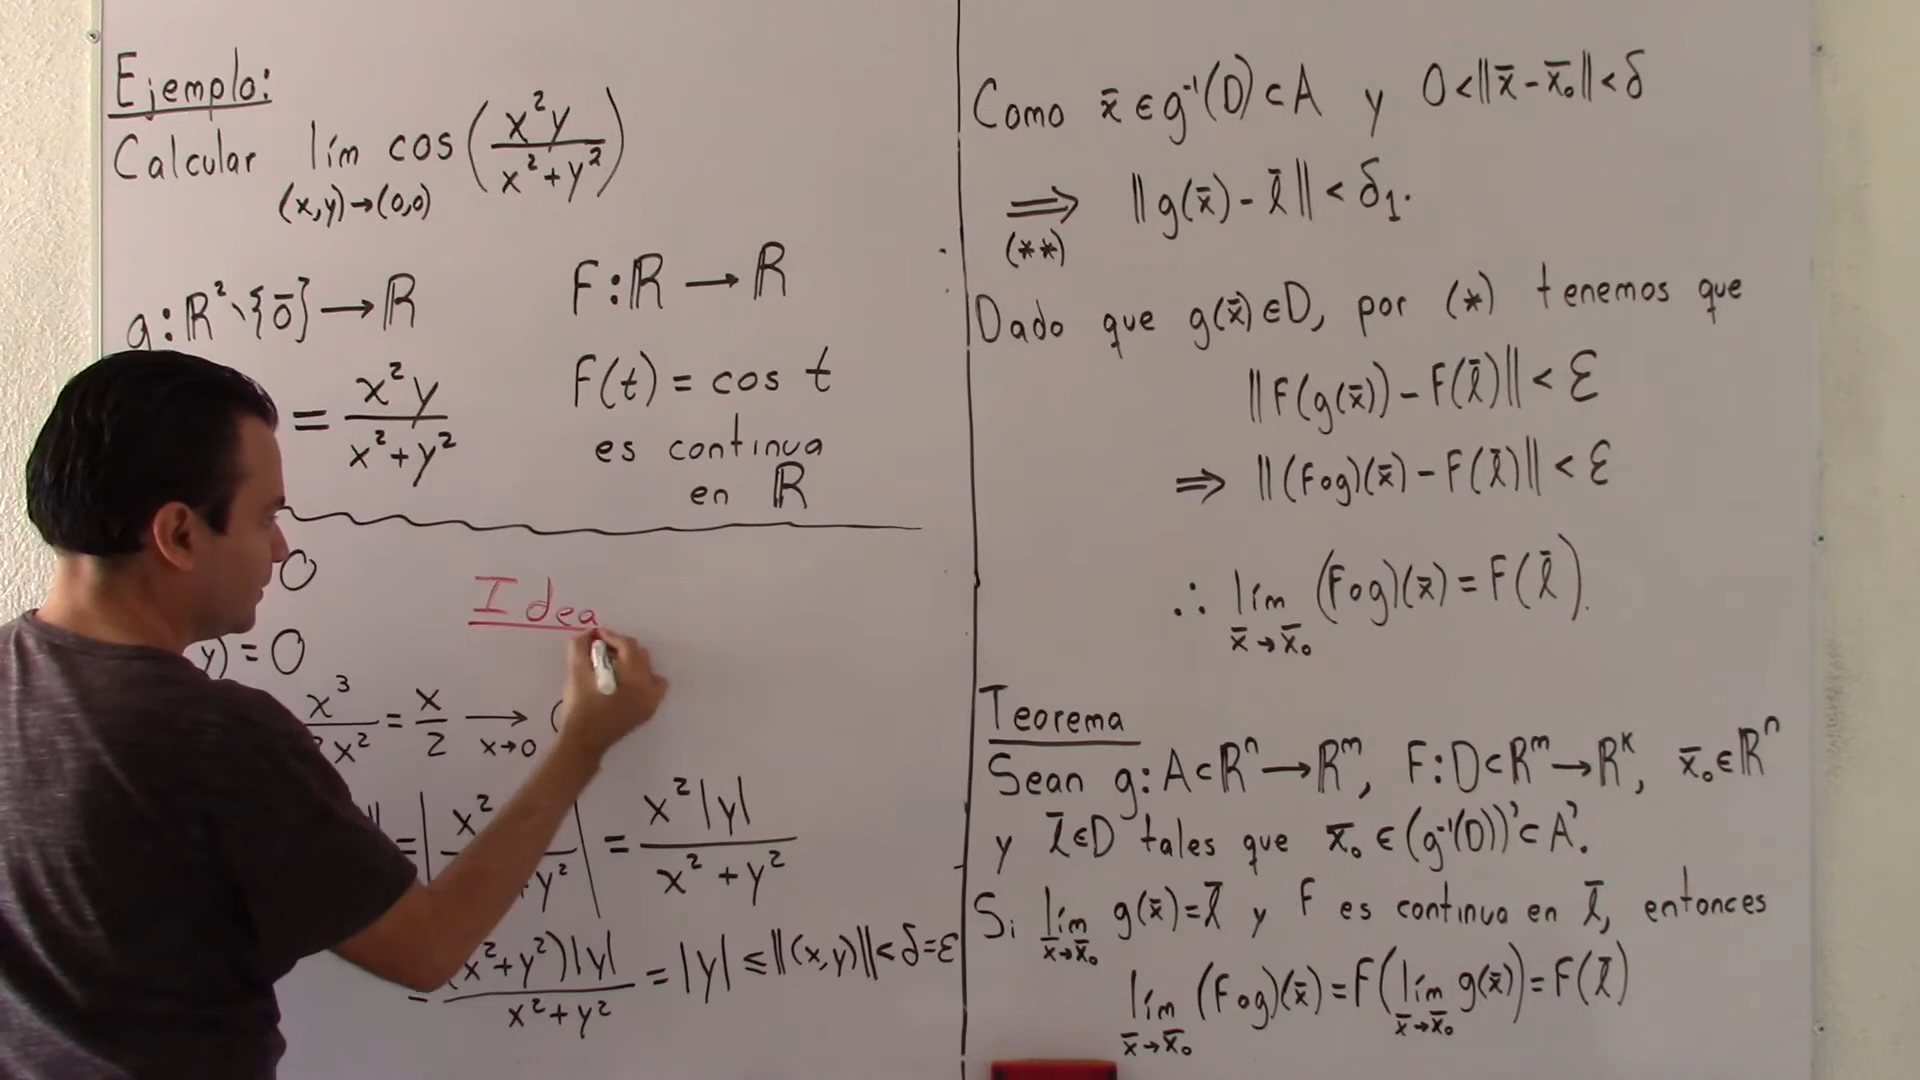 Ejemplo:
Calcular lím cos (x²y / x²+y²)
(x,y)→(0,0)
g:ℝ²∖{0̄}→ℝ
= x²y / x²+y²
F:ℝ→ℝ
F(t) = cos t
es continua
en ℝ
0
y) = 0
Idea
x³ / x² = x/2 →
x→0
= x|y| / x²+y²
(x²+y²)|y| / x²+y² = |y| ≤ ||(x,y)|| < δ=ε
Como x̄ ∈ g⁻¹(D) ⊂ A y 0<||x̄-x̄₀||<δ
⟹ ||g(x̄) - l̄|| < δ₁.
(**)
Dado que g(x̄)∈D, por (*) tenemos que
||F(g(x̄)) - F(l̄)|| < ε
⇒ ||(F∘g)(x̄) - F(l̄)|| < ε
∴ lím (F∘g)(x̄) = F(l̄).
x̄→x̄₀
Teorema
Sean g:A⊂ℝⁿ→ℝᵐ, F:D⊂ℝᵐ→ℝᵏ, x̄₀∈ℝⁿ
y l̄∈D tales que x̄₀ ∈ (g⁻¹(D))'⊂A'.
Si lím g(x̄)=l̄ y F es continua en l̄, entonces
x̄→x̄₀
lím (F∘g)(x̄) = F(lím g(x̄)) = F(l̄)
x̄→x̄₀ x̄→x̄₀